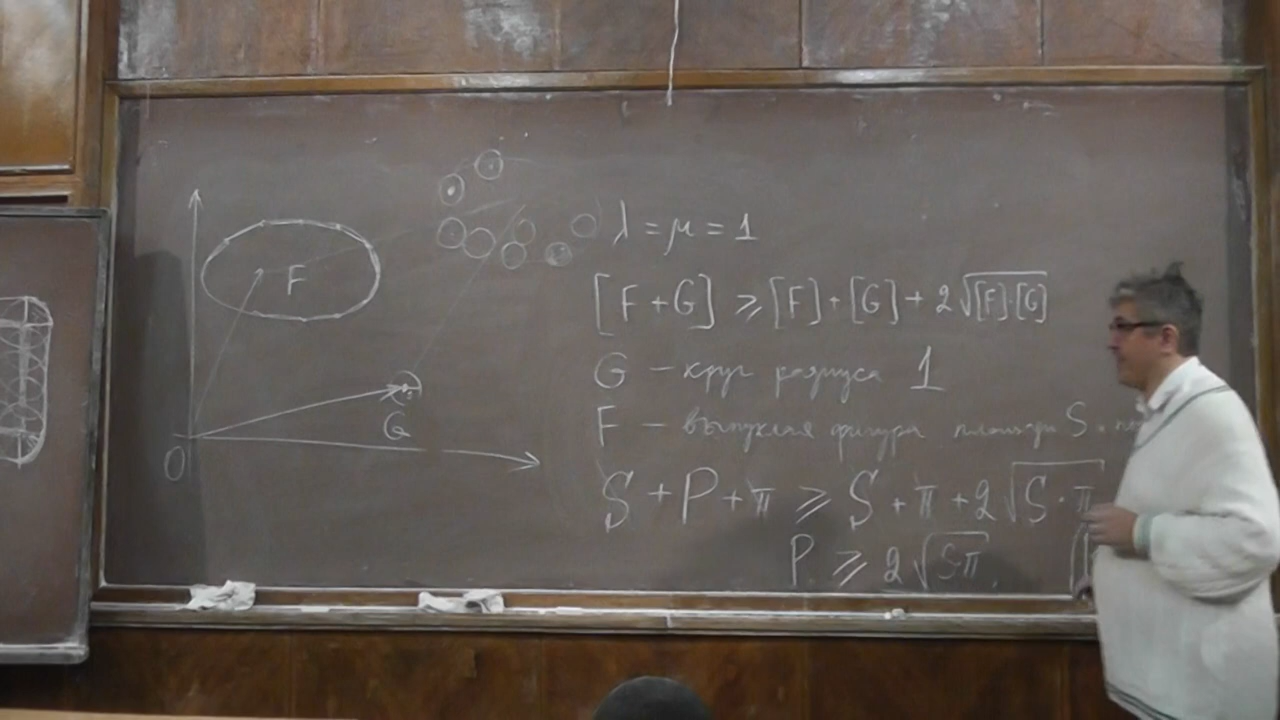 F
G
O
λ = μ = 1
[F + G] ⩾ [F] + [G] + 2√[F]·[G]
G – круг радиуса 1
F – выпуклая фигура площади S
S + P + π ⩾ S + π + 2√S·π
P ⩾ 2√Sπ.